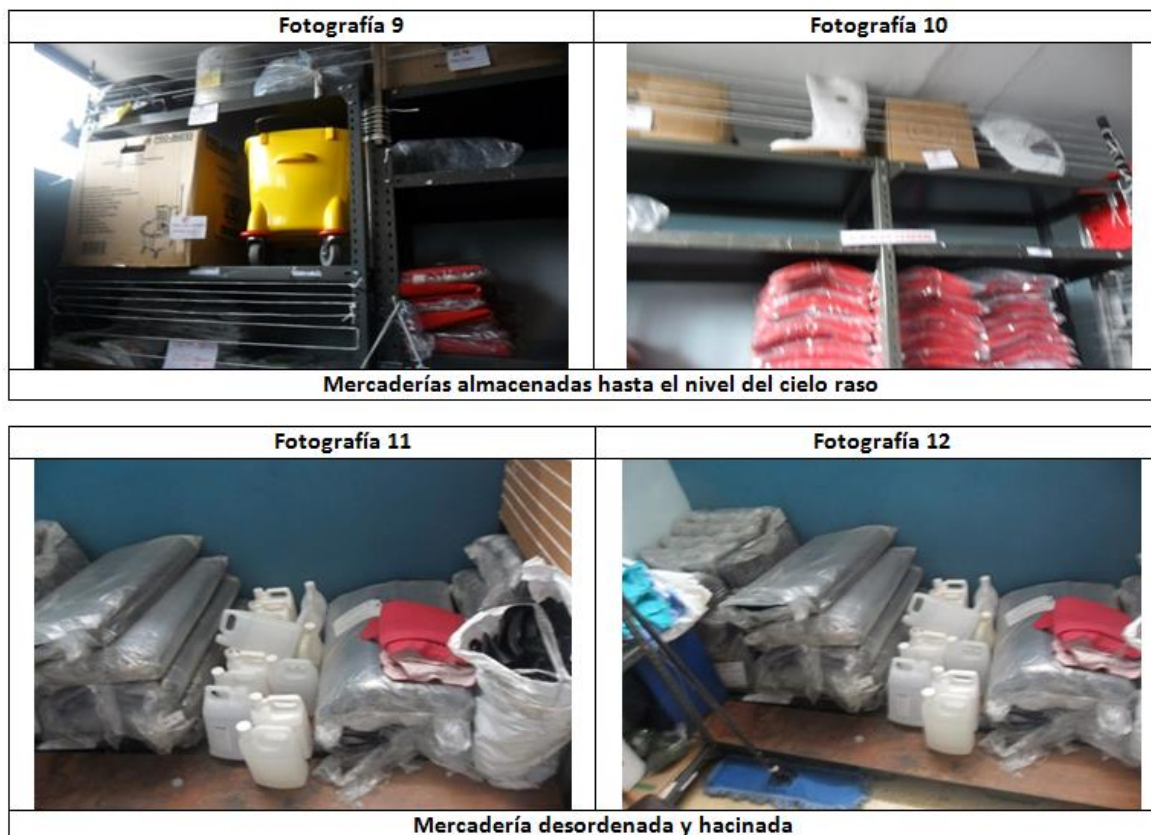 Fotografía 9
Fotografía 10
Mercaderías almacenadas hasta el nivel del cielo raso
Fotografía 11
Fotografía 12
Mercadería desordenada y hacinada